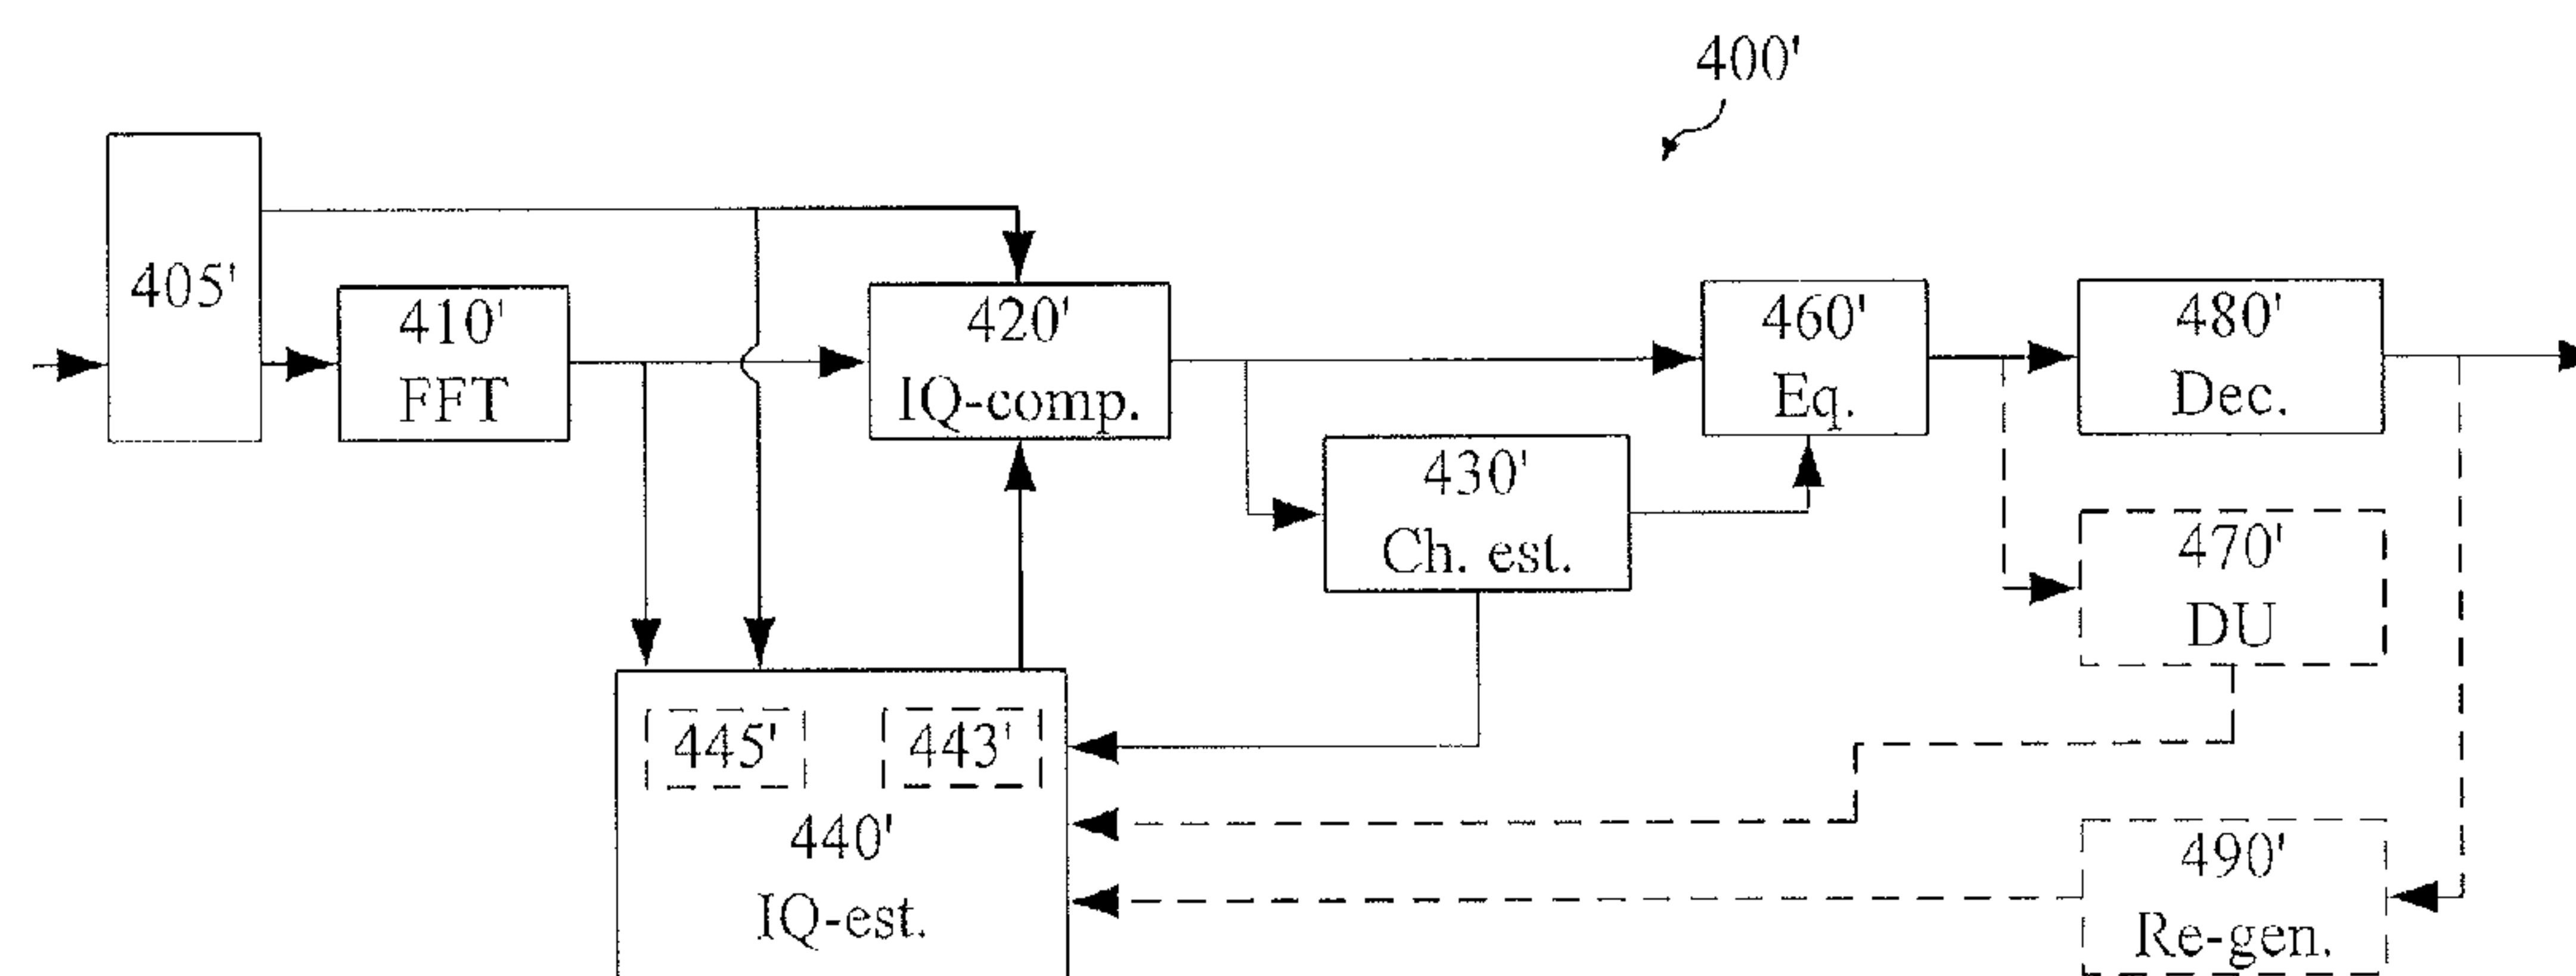 400'
405'
410'
FFT
420'
IQ-comp.
460'
Eq.
480'
Dec.
430'
Ch. est.
470'
DU
445'
443'
440'
IQ-est.
490'
Re-gen.